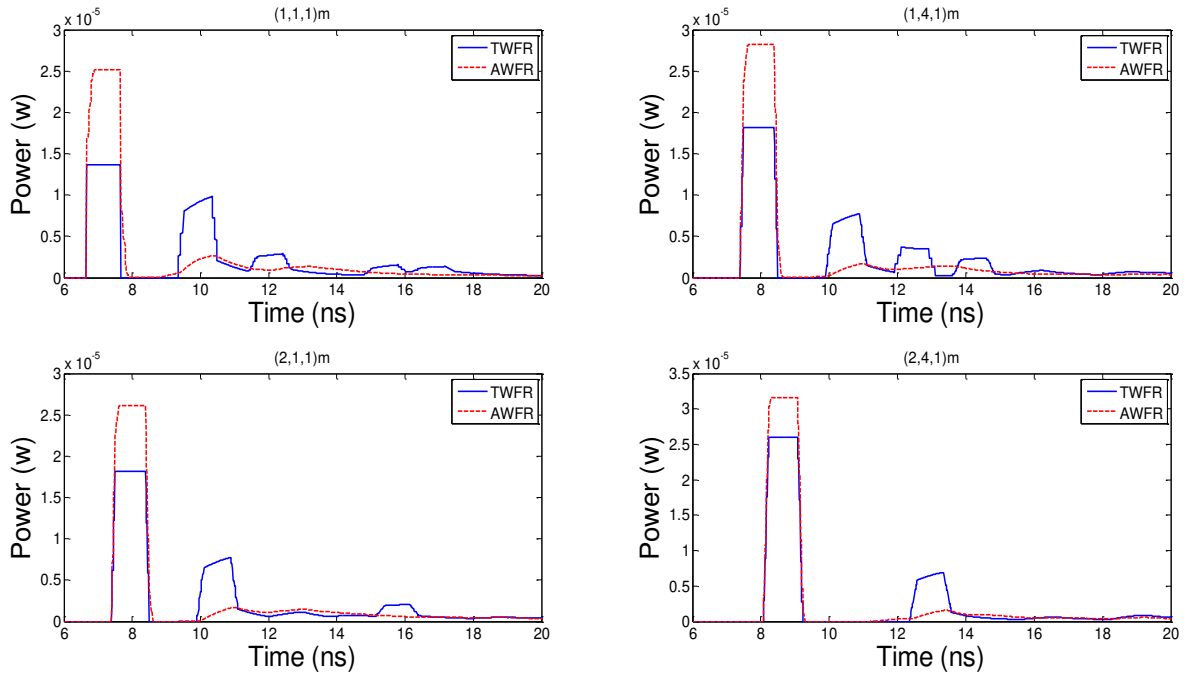 (1,1,1)m
x 10^-5
3
2.5
2
1.5
1
0.5
0
6 8 10 12 14 16 18 20
Power (w)
Time (ns)
TWFR
AWFR
(1,4,1)m
x 10^-5
3
2.5
2
1.5
1
0.5
0
6 8 10 12 14 16 18 20
Power (w)
Time (ns)
TWFR
AWFR
(2,1,1)m
x 10^-5
3
2.5
2
1.5
1
0.5
0
6 8 10 12 14 16 18 20
Power (w)
Time (ns)
TWFR
AWFR
(2,4,1)m
x 10^-5
3.5
3
2.5
2
1.5
1
0.5
0
6 8 10 12 14 16 18 20
Power (w)
Time (ns)
TWFR
AWFR